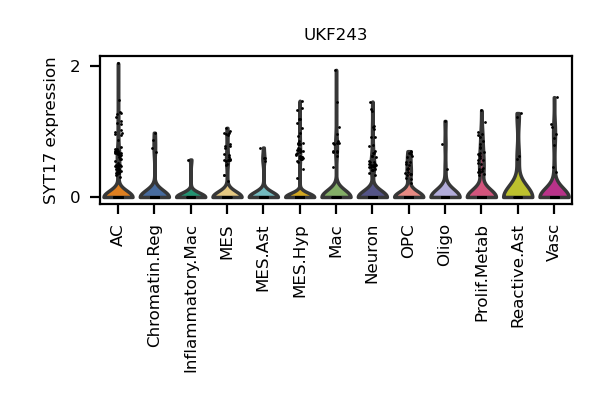 UKF243
SYT17 expression
2
0
AC
Chromatin.Reg
Inflammatory.Mac
MES
MES.Ast
MES.Hyp
Mac
Neuron
OPC
Oligo
Prolif.Metab
Reactive.Ast
Vasc